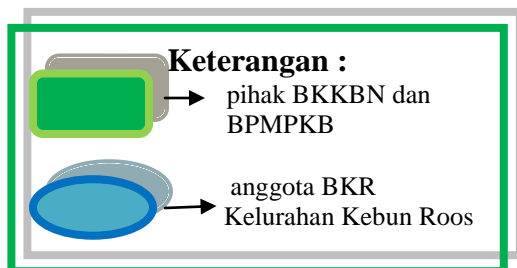 Keterangan :
pihak BKKBN dan
BPMPKB
anggota BKR
Kelurahan Kebun Roos